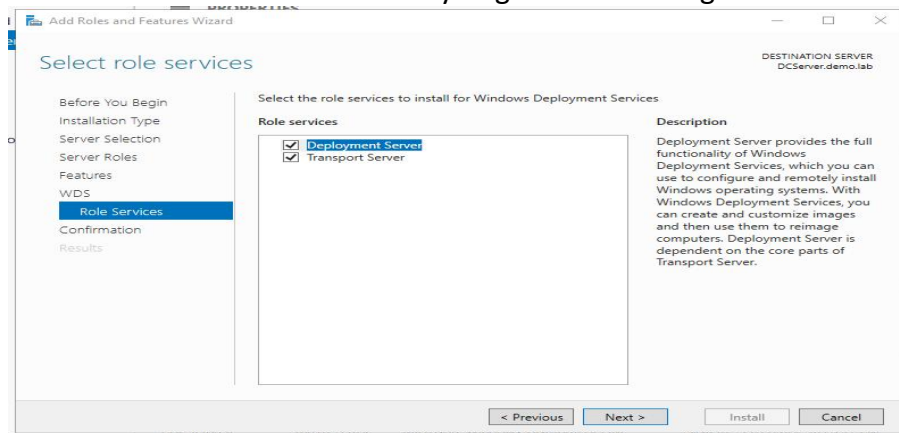 PROPERTIES
Add Roles and Features Wizard
Select role services
DESTINATION SERVER
DCServer.demo.lab
Before You Begin
Installation Type
Server Selection
Server Roles
Features
WDS
Role Services
Confirmation
Results
Select the role services to install for Windows Deployment Services
Role services
Deployment Server
Transport Server
Description
Deployment Server provides the full
functionality of Windows
Deployment Services, which you can
use to configure and remotely install
Windows operating systems. With
Windows Deployment Services, you
can create and customize images
and then use them to reimage
computers. Deployment Server is
dependent on the core parts of
Transport Server.
< Previous
Next >
Install
Cancel